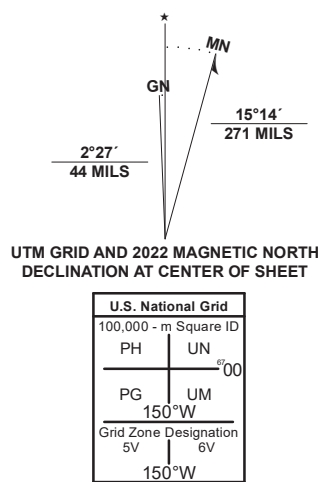 ★
MN
GN
15°14´
271 MILS
2°27´
44 MILS
UTM GRID AND 2022 MAGNETIC NORTH
DECLINATION AT CENTER OF SHEET
U.S. National Grid
100,000 - m Square ID
PH UN
6700
PG UM
150°W
Grid Zone Designation
5V 6V
150°W